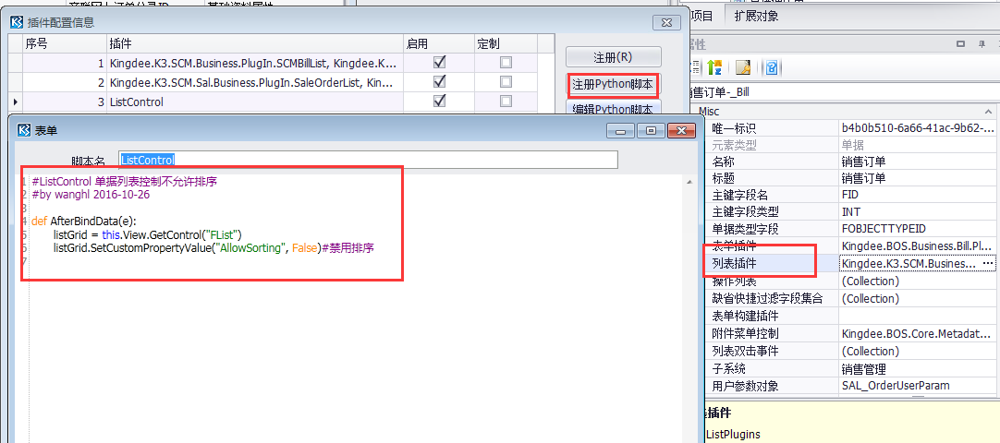 插件配置信息
序号 插件 启用 定制
1 Kingdee.K3.SCM.Business.PlugIn.SCMBillList, Kingdee.K...
2 Kingdee.K3.SCM.Sal.Business.PlugIn.SaleOrderList, Kin...
3 ListControl
注册(R)
注册Python脚本
编辑Python脚本
表单
脚本名 ListControl
1 #ListControl 单据列表控制不允许排序
2 #by wanghl 2016-10-26
3
4 def AfterBindData(e):
5 listGrid = this.View.GetControl("FList")
6 listGrid.SetCustomPropertyValue("AllowSorting", False)#禁用排序
7
项目 扩展对象
属性
销售订单-_Bill
Misc
唯一标识 b4b0b510-6a66-41ac-9b62-...
元素类型 单据
名称 销售订单
标题 销售订单
主键字段名 FID
主键字段类型 INT
单据类型字段 FOBJECTTYPEID
表单插件 Kingdee.BOS.Business.Bill.Pl...
列表插件 Kingdee.K3.SCM.Busines... ...
操作列表 (Collection)
缺省快捷过滤字段集合 (Collection)
表单构建插件
附件菜单控制 Kingdee.BOS.Core.Metadat...
列表双击事件 (Collection)
子系统 销售管理
用户参数对象 SAL_OrderUserParam
插件
ListPlugins